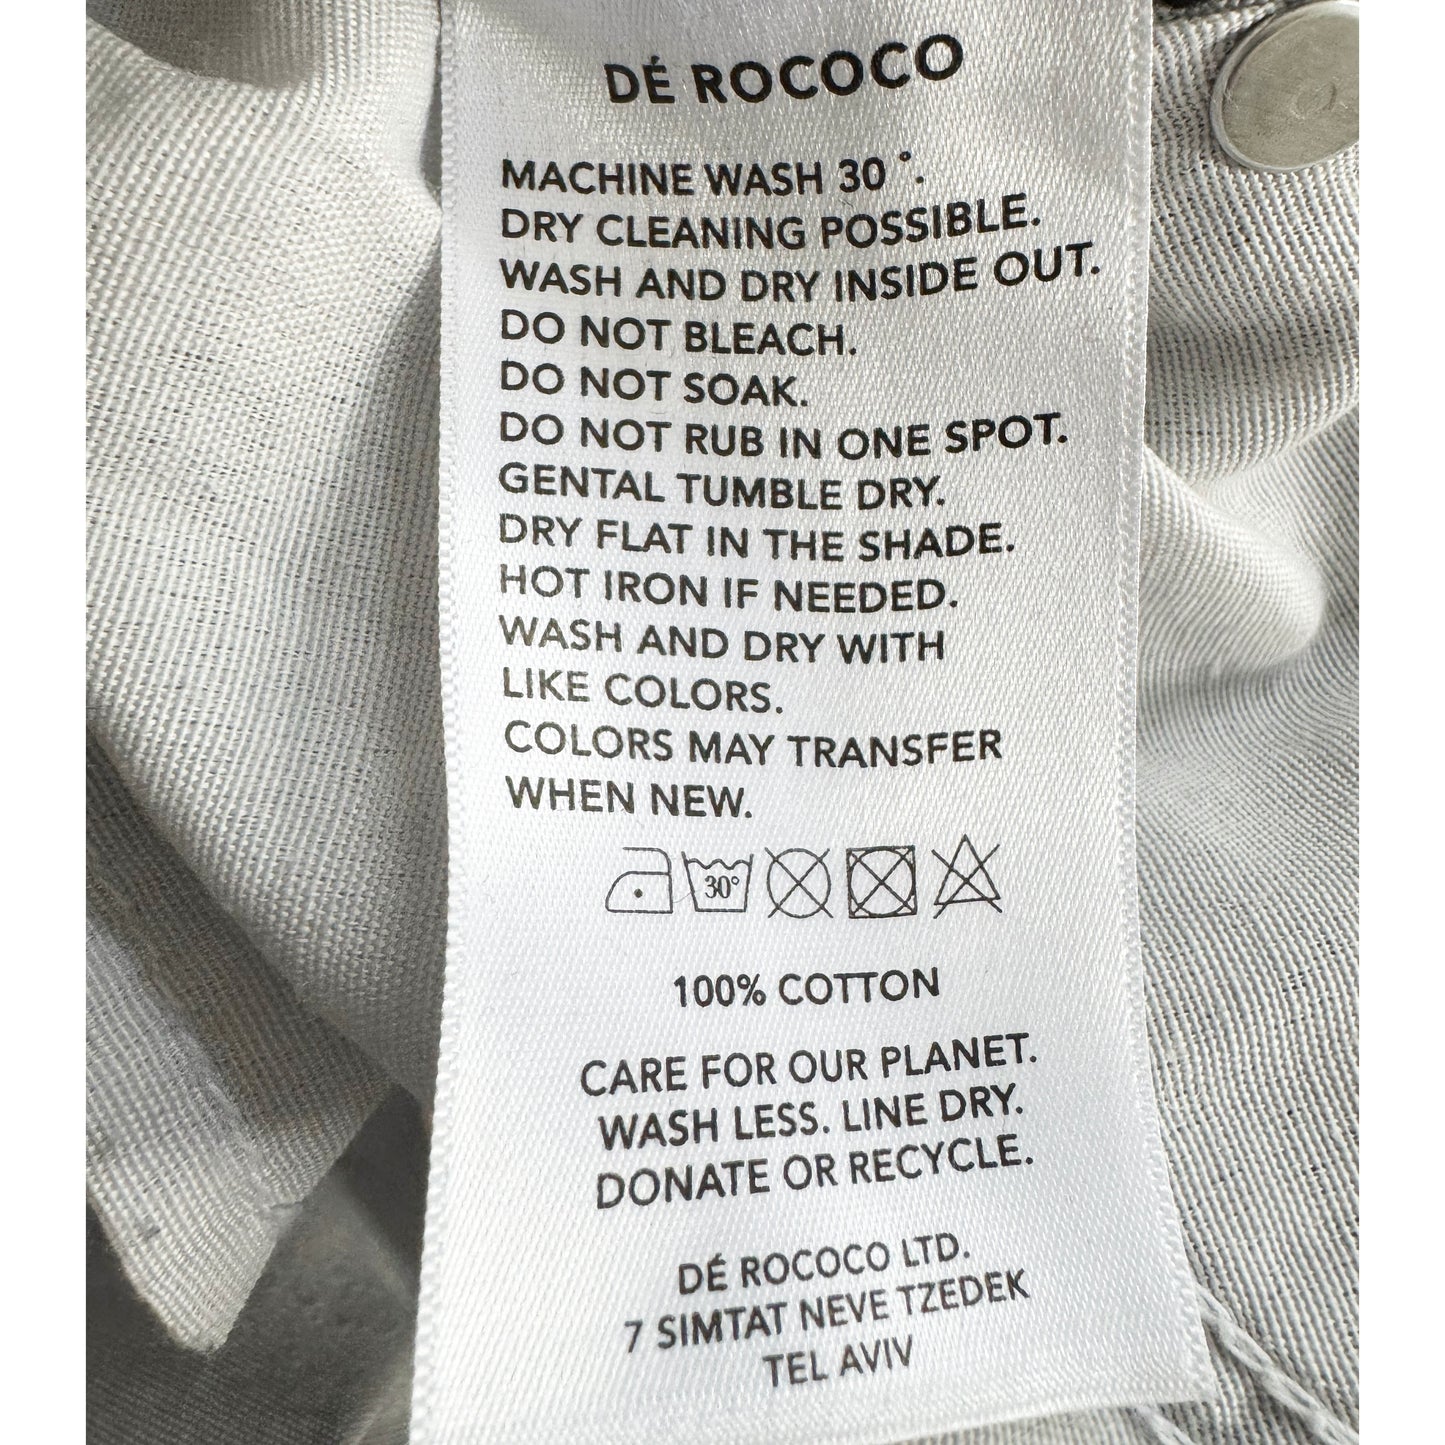 DÉ ROCOCO
MACHINE WASH 30°.
DRY CLEANING POSSIBLE.
WASH AND DRY INSIDE OUT.
DO NOT BLEACH.
DO NOT SOAK.
DO NOT RUB IN ONE SPOT.
GENTAL TUMBLE DRY.
DRY FLAT IN THE SHADE.
HOT IRON IF NEEDED.
WASH AND DRY WITH
LIKE COLORS.
COLORS MAY TRANSFER
WHEN NEW.
30°
100% COTTON
CARE FOR OUR PLANET.
WASH LESS. LINE DRY.
DONATE OR RECYCLE.
DÉ ROCOCO LTD.
7 SIMTAT NEVE TZEDEK
TEL AVIV